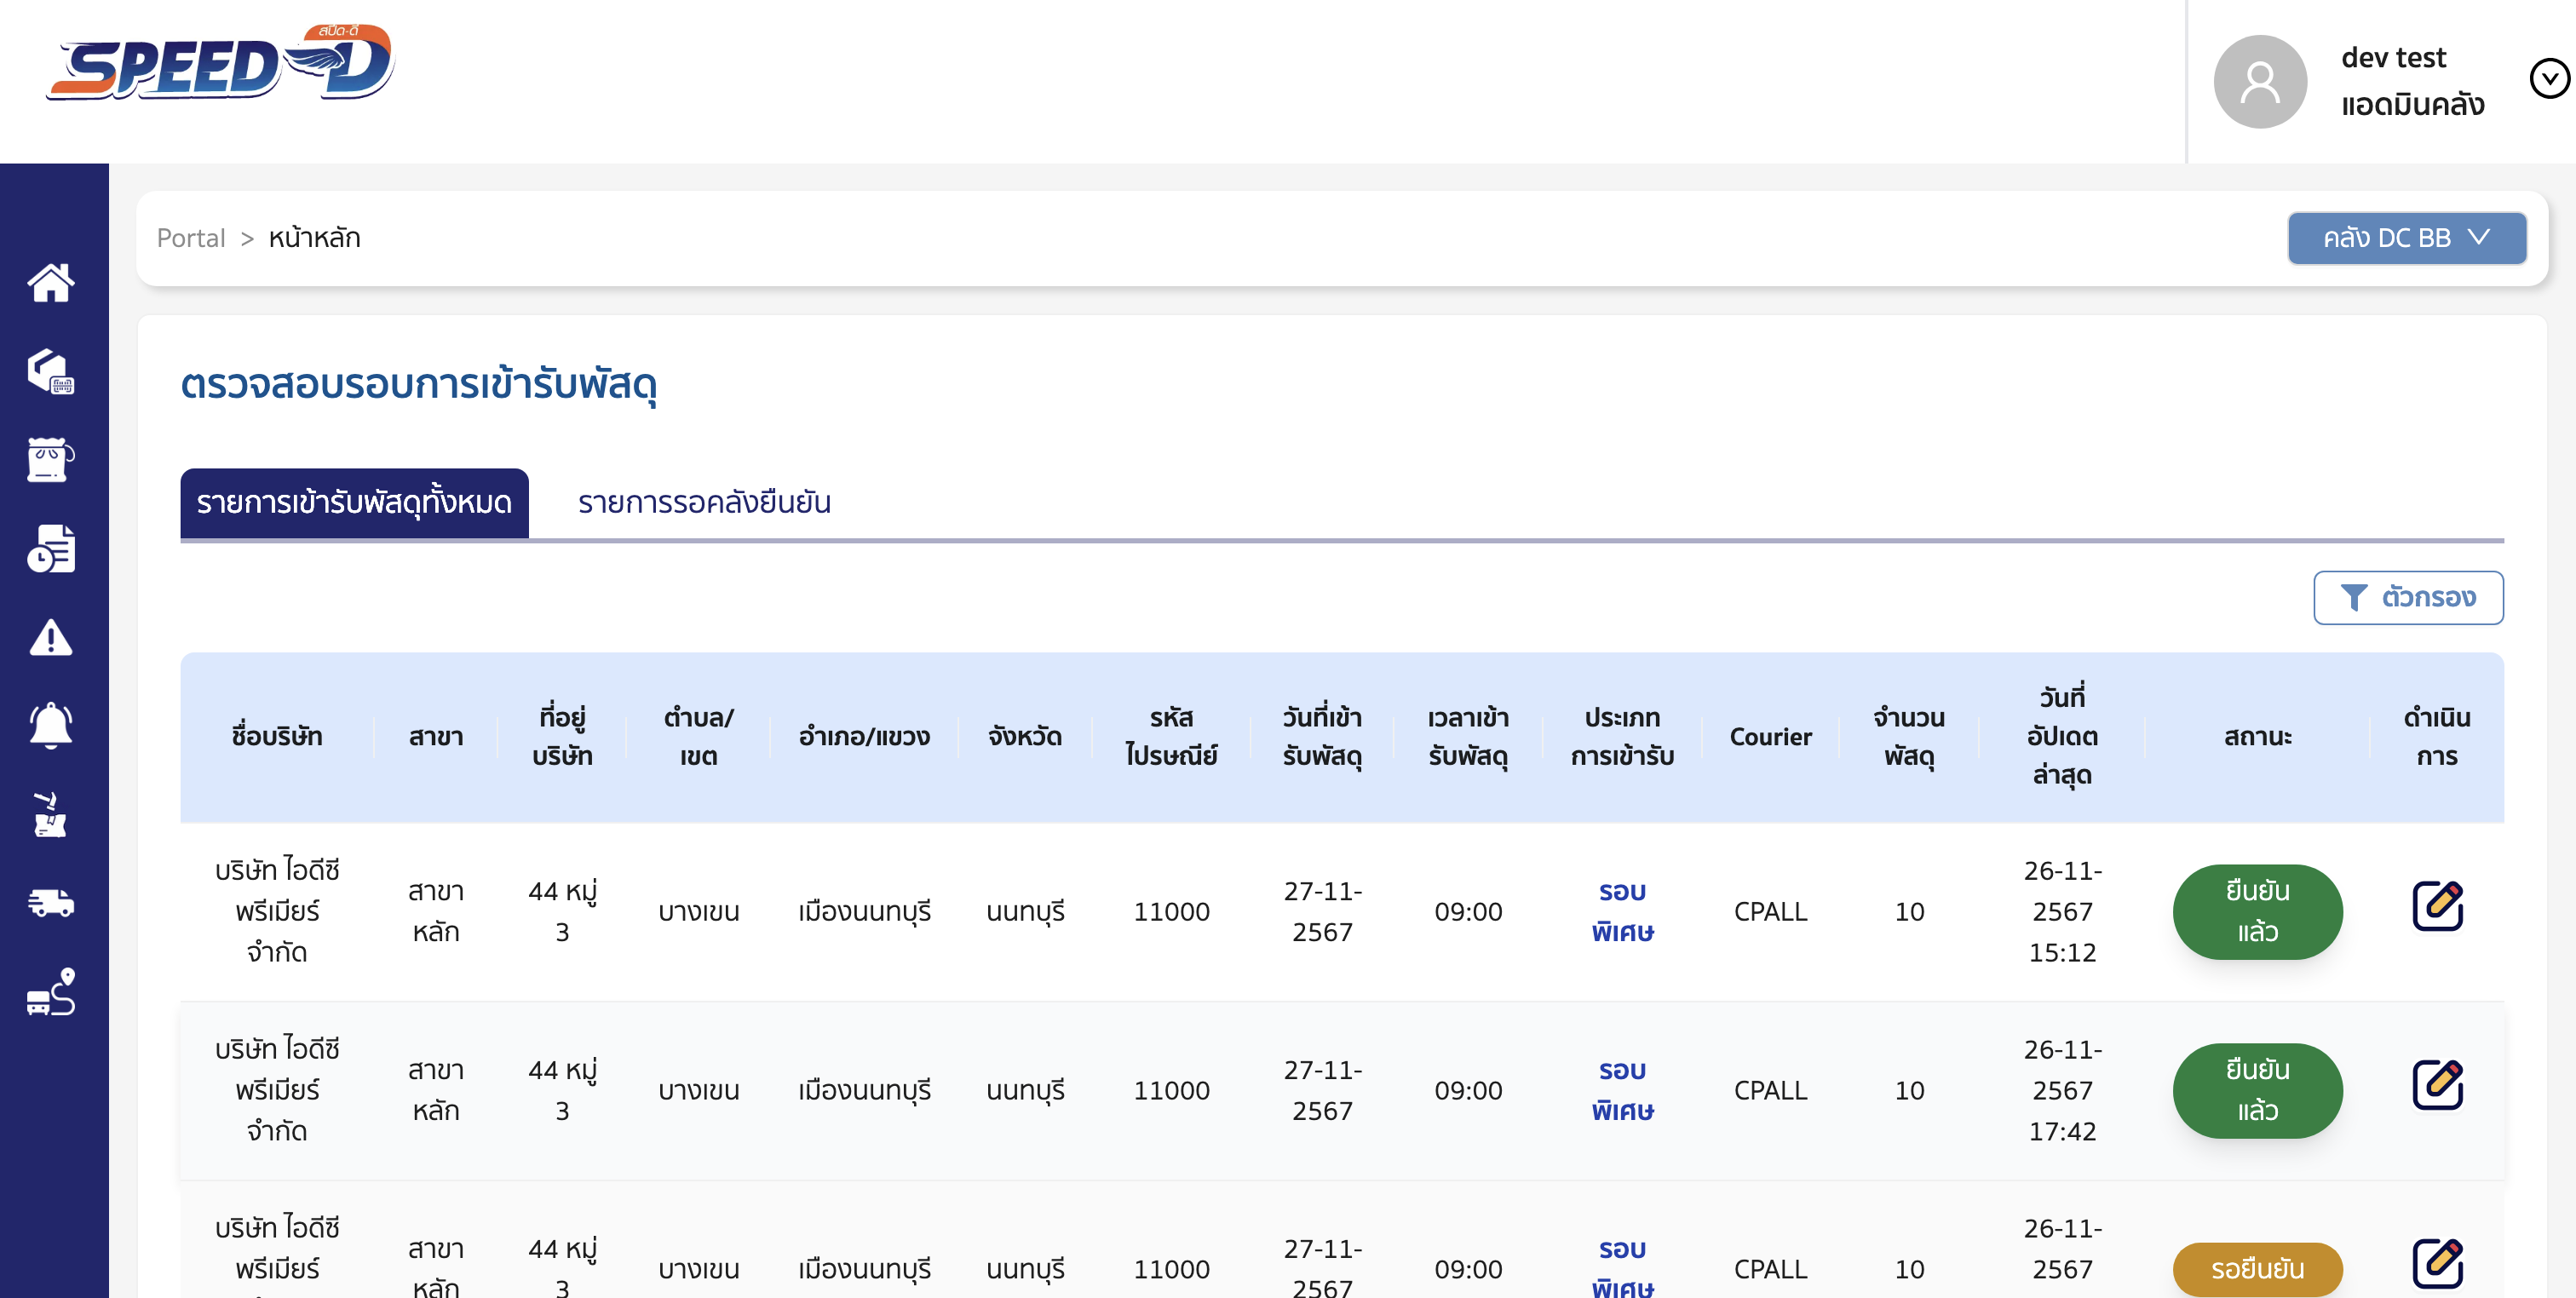 สปีด-ดี
SPEED-D
dev test
แอดมินคลัง
Portal > หน้าหลัก
คลัง DC BB
ตรวจสอบรอบการเข้ารับพัสดุ
รายการเข้ารับพัสดุทั้งหมด
รายการรอคลังยืนยัน
ตัวกรอง
ชื่อบริษัท
สาขา
ที่อยู่
บริษัท
ตำบล/
เขต
อำเภอ/แขวง
จังหวัด
รหัส
ไปรษณีย์
วันที่เข้า
รับพัสดุ
เวลาเข้า
รับพัสดุ
ประเภท
การเข้ารับ
Courier
จำนวน
พัสดุ
วันที่
อัปเดต
ล่าสุด
สถานะ
ดำเนิน
การ
บริษัท ไอดีซี
พรีเมียร์
จำกัด
สาขา
หลัก
44 หมู่
3
บางเขน
เมืองนนทบุรี
นนทบุรี
11000
27-11-
2567
09:00
รอบ
พิเศษ
CPALL
10
26-11-
2567
15:12
ยืนยัน
แล้ว
บริษัท ไอดีซี
พรีเมียร์
จำกัด
สาขา
หลัก
44 หมู่
3
บางเขน
เมืองนนทบุรี
นนทบุรี
11000
27-11-
2567
09:00
รอบ
พิเศษ
CPALL
10
26-11-
2567
17:42
ยืนยัน
แล้ว
บริษัท ไอดีซี
พรีเมียร์
สาขา
หลัก
44 หมู่
3
บางเขน
เมืองนนทบุรี
นนทบุรี
11000
27-11-
2567
09:00
รอบ
พิเศษ
CPALL
10
26-11-
2567
รอยืนยัน